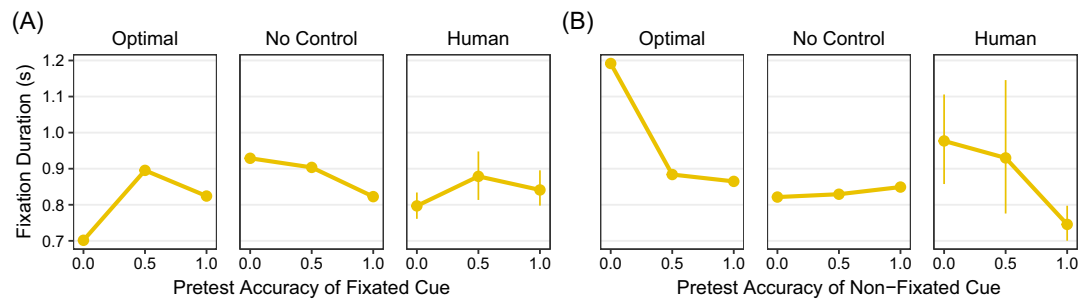 (A)
Optimal
No Control
Human
Fixation Duration (s)
1.2
1.1
1.0
0.9
0.8
0.7
0.0 0.5 1.0
0.0 0.5 1.0
0.0 0.5 1.0
Pretest Accuracy of Fixated Cue
(B)
Optimal
No Control
Human
0.0 0.5 1.0
0.0 0.5 1.0
0.0 0.5 1.0
Pretest Accuracy of Non−Fixated Cue